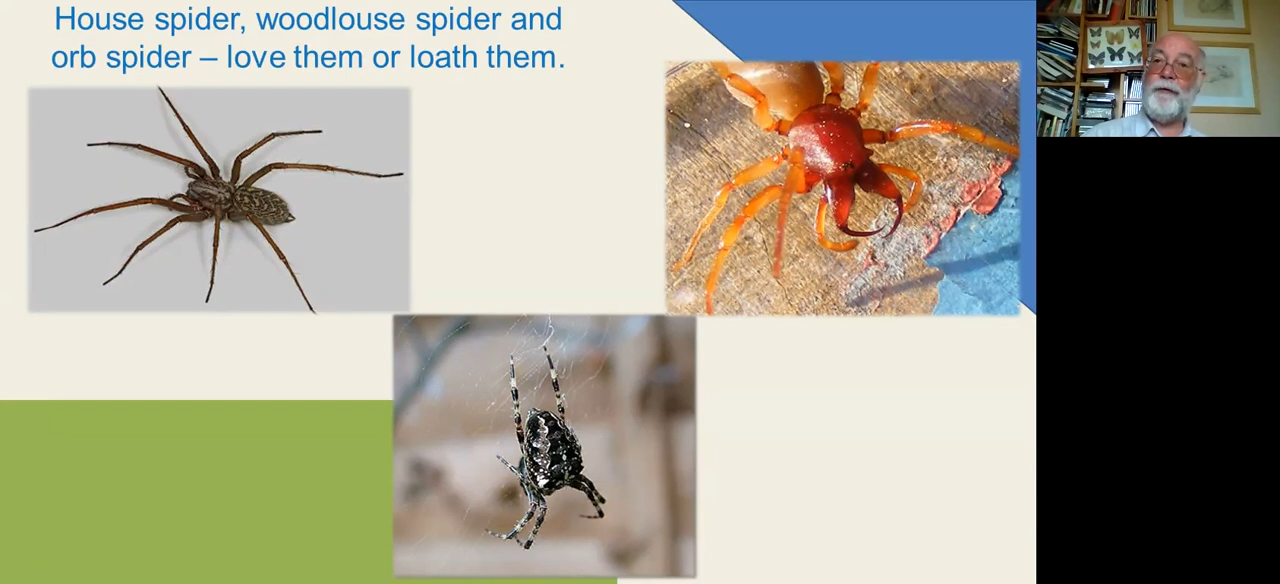 House spider, woodlouse spider and
orb spider – love them or loath them.